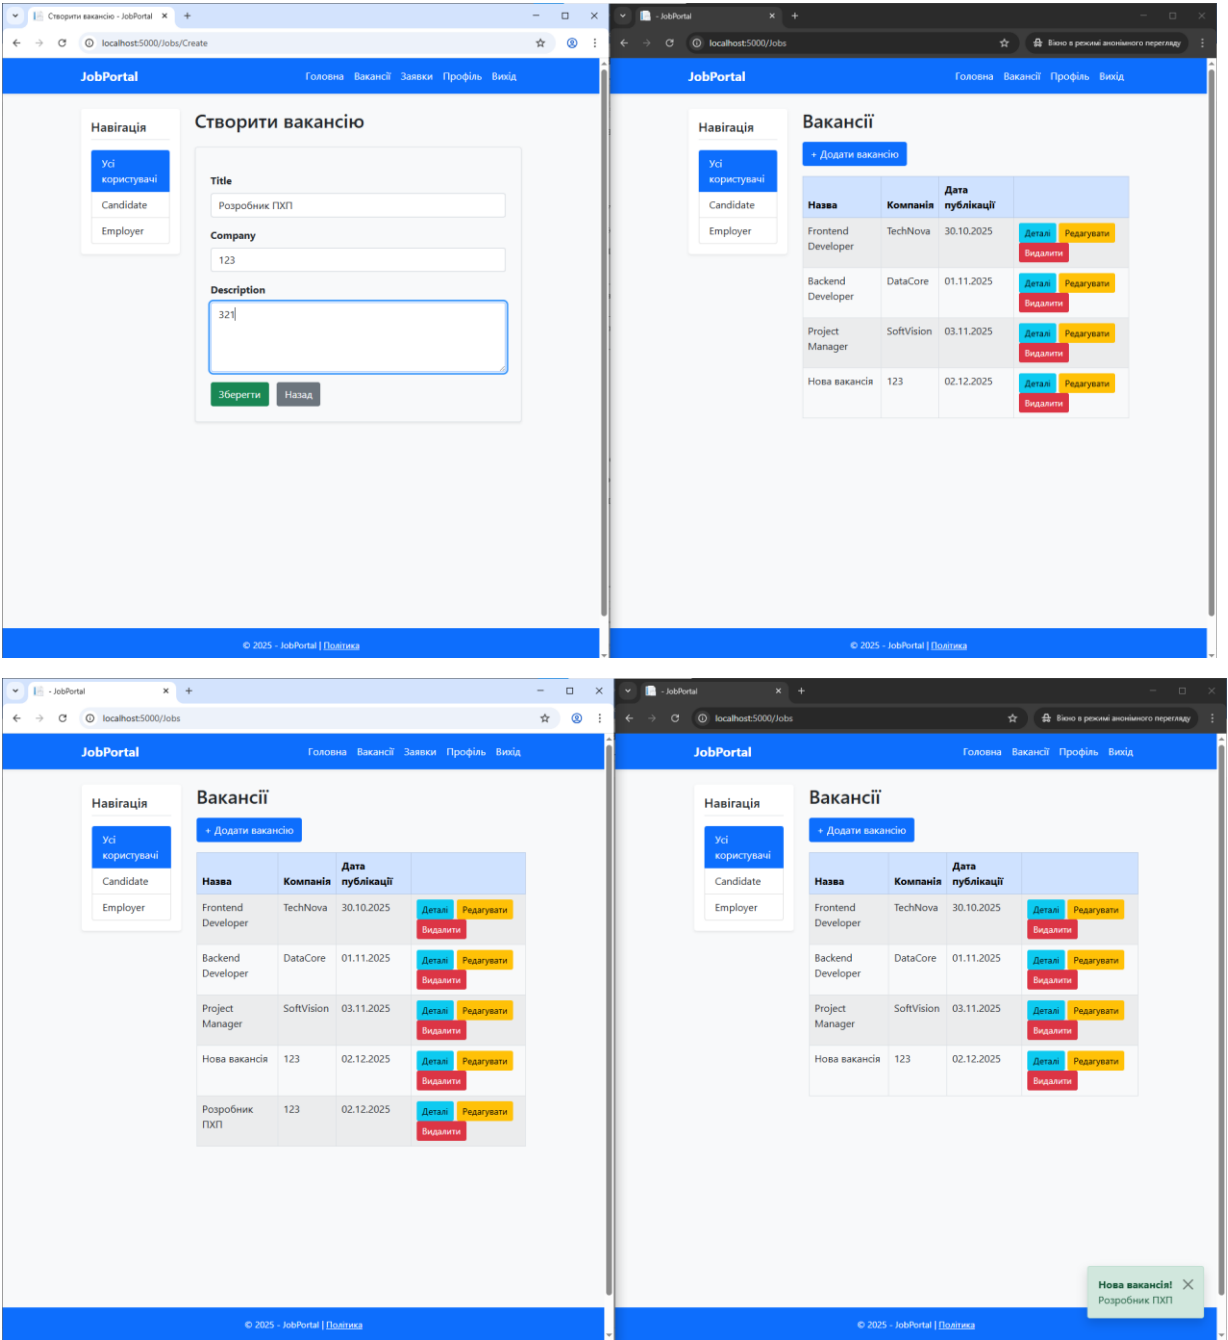 Створити вакансію - JobPortal
localhost:5000/Jobs/Create
JobPortal
Головна Вакансії Заявки Профіль Вихід
Навігація
Усі
користувачі
Candidate
Employer
Створити вакансію
Title
Розробник ПХП
Company
123
Description
321
Зберегти Назад
© 2025 - JobPortal | Політика
- JobPortal
localhost:5000/Jobs
Вікно в режимі анонімного перегляду
JobPortal
Головна Вакансії Профіль Вихід
Навігація
Усі
користувачі
Candidate
Employer
Вакансії
+ Додати вакансію
Дата
Назва Компанія публікації
Frontend TechNova 30.10.2025 Деталі Редагувати
Developer Видалити
Backend DataCore 01.11.2025 Деталі Редагувати
Developer Видалити
Project SoftVision 03.11.2025 Деталі Редагувати
Manager Видалити
Нова вакансія 123 02.12.2025 Деталі Редагувати
Видалити
© 2025 - JobPortal | Політика
- JobPortal
localhost:5000/Jobs
JobPortal
Головна Вакансії Заявки Профіль Вихід
Навігація
Усі
користувачі
Candidate
Employer
Вакансії
+ Додати вакансію
Дата
Назва Компанія публікації
Frontend TechNova 30.10.2025 Деталі Редагувати
Developer Видалити
Backend DataCore 01.11.2025 Деталі Редагувати
Developer Видалити
Project SoftVision 03.11.2025 Деталі Редагувати
Manager Видалити
Нова вакансія 123 02.12.2025 Деталі Редагувати
Видалити
Розробник 123 02.12.2025 Деталі Редагувати
ПХП Видалити
© 2025 - JobPortal | Політика
- JobPortal
localhost:5000/Jobs
Вікно в режимі анонімного перегляду
JobPortal
Головна Вакансії Профіль Вихід
Навігація
Усі
користувачі
Candidate
Employer
Вакансії
+ Додати вакансію
Дата
Назва Компанія публікації
Frontend TechNova 30.10.2025 Деталі Редагувати
Developer Видалити
Backend DataCore 01.11.2025 Деталі Редагувати
Developer Видалити
Project SoftVision 03.11.2025 Деталі Редагувати
Manager Видалити
Нова вакансія 123 02.12.2025 Деталі Редагувати
Видалити
Нова вакансія!
Розробник ПХП
© 2025 - JobPortal | Політика